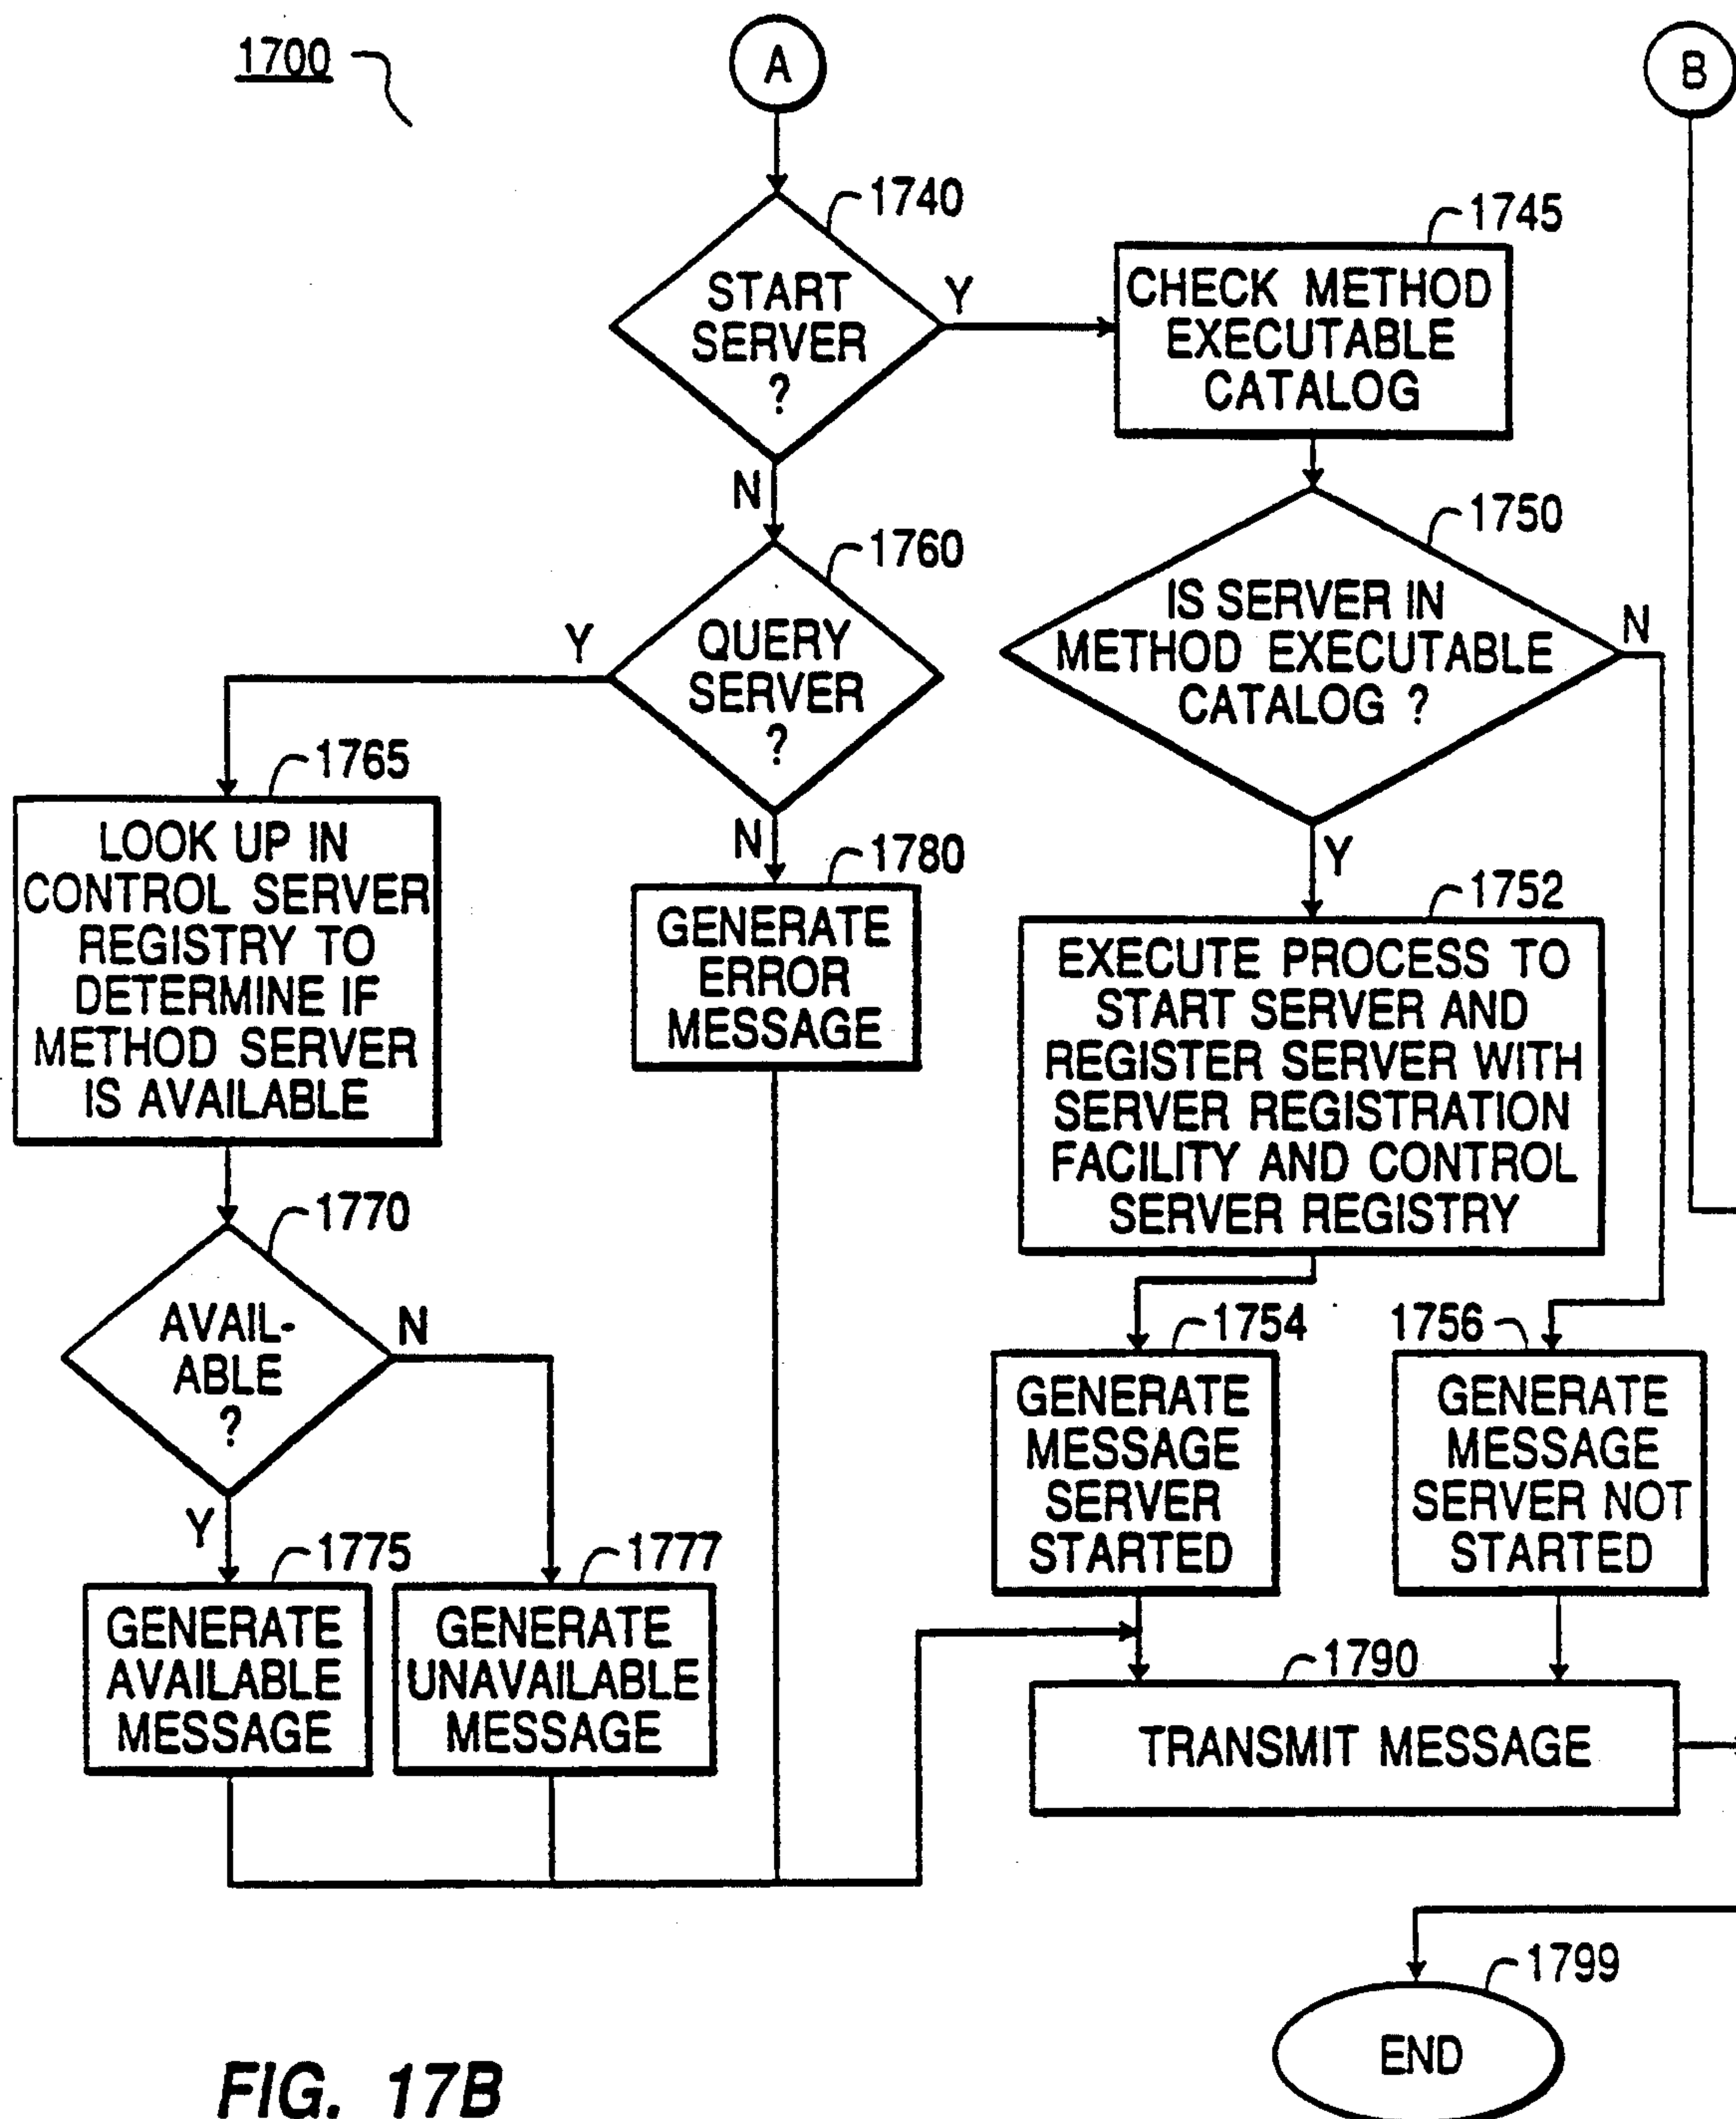 1700
A
B
1740
START
SERVER
?
Y
N
1745
CHECK METHOD
EXECUTABLE
CATALOG
1750
IS SERVER IN
METHOD EXECUTABLE
CATALOG ?
N
Y
1760
QUERY
SERVER
?
Y
N
1765
LOOK UP IN
CONTROL SERVER
REGISTRY TO
DETERMINE IF
METHOD SERVER
IS AVAILABLE
1780
GENERATE
ERROR
MESSAGE
1752
EXECUTE PROCESS TO
START SERVER AND
REGISTER SERVER WITH
SERVER REGISTRATION
FACILITY AND CONTROL
SERVER REGISTRY
1770
AVAIL-
ABLE
?
N
Y
1754
GENERATE
MESSAGE
SERVER
STARTED
1756
GENERATE
MESSAGE
SERVER NOT
STARTED
1775
GENERATE
AVAILABLE
MESSAGE
1777
GENERATE
UNAVAILABLE
MESSAGE
1790
TRANSMIT MESSAGE
1799
END
FIG. 17B